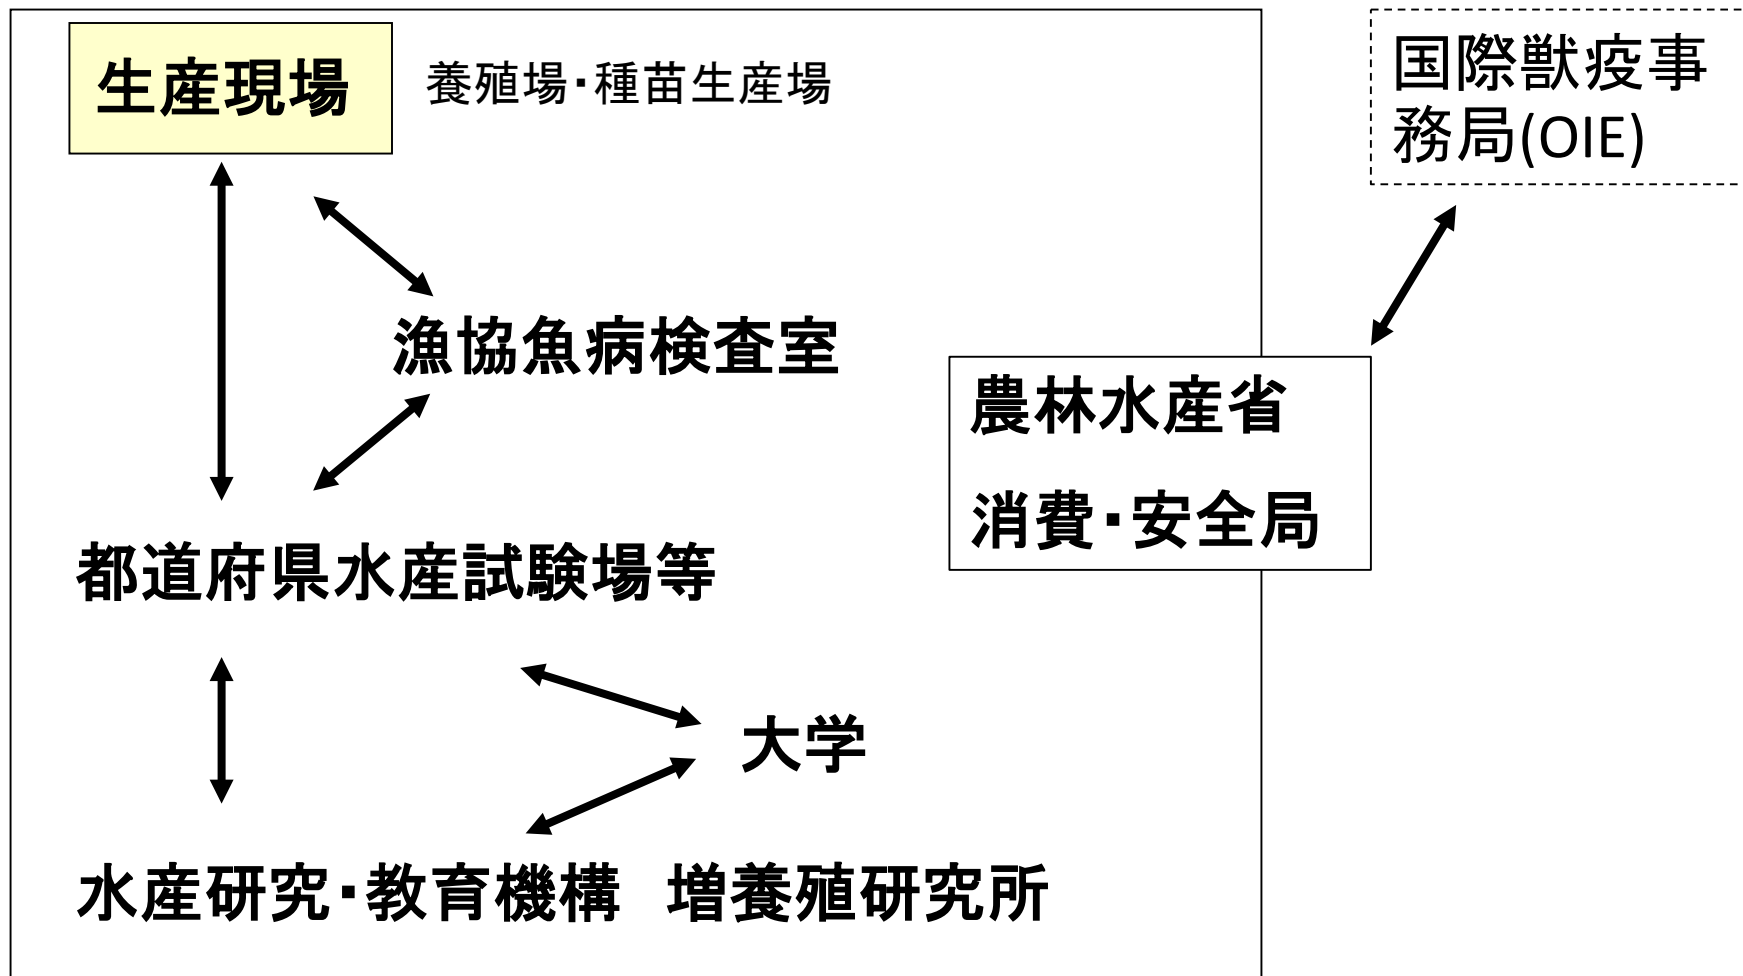 生産現場
養殖場・種苗生産場
国際獣疫事
務局(OIE)
漁協魚病検査室
農林水産省
消費・安全局
都道府県水産試験場等
大学
水産研究・教育機構　増養殖研究所